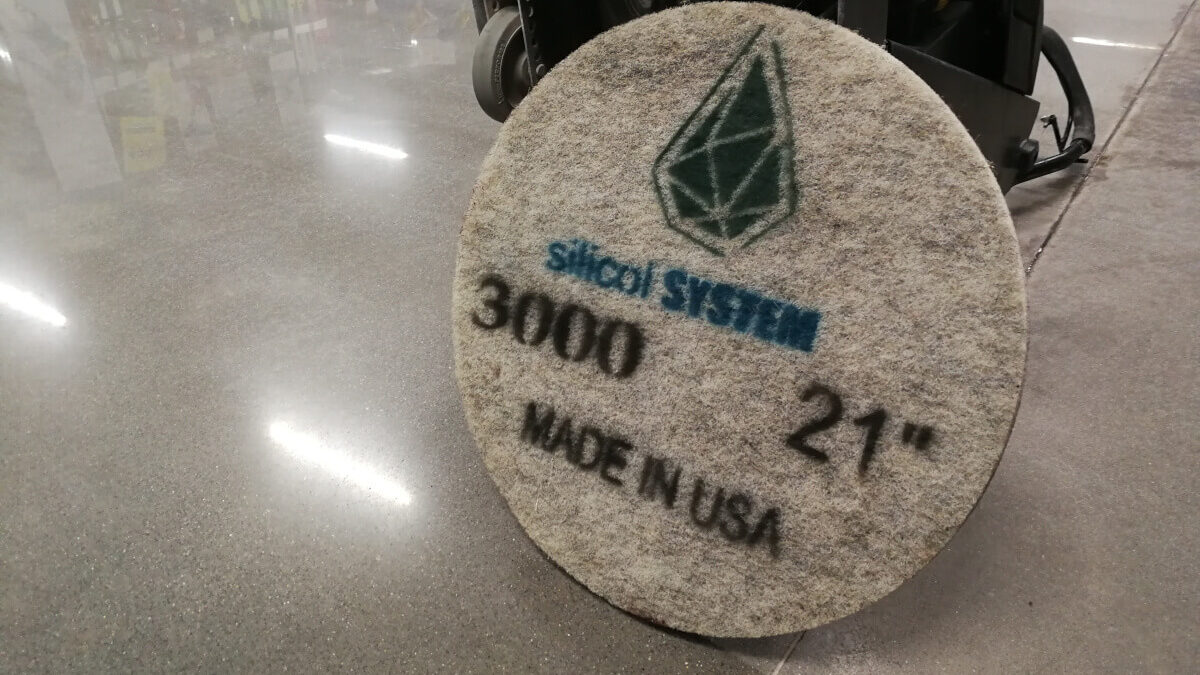 silicol SYSTEM
3000
21"
MADE IN USA